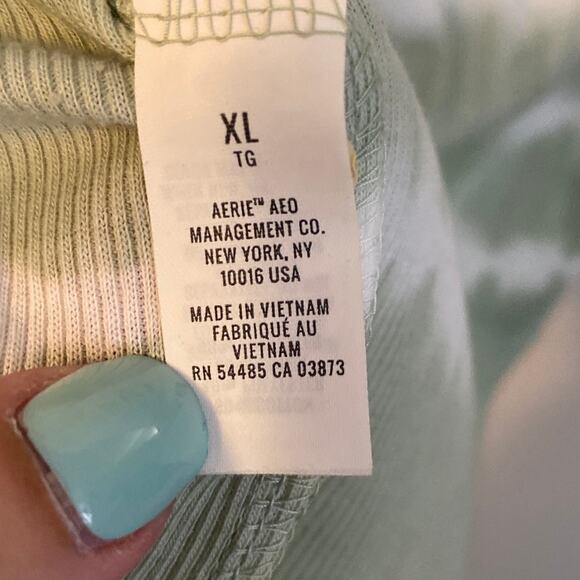 XL
TG
AERIE™ AEO
MANAGEMENT CO.
NEW YORK, NY
10016 USA
MADE IN VIETNAM
FABRIQUÉ AU
VIETNAM
RN 54485 CA 03873